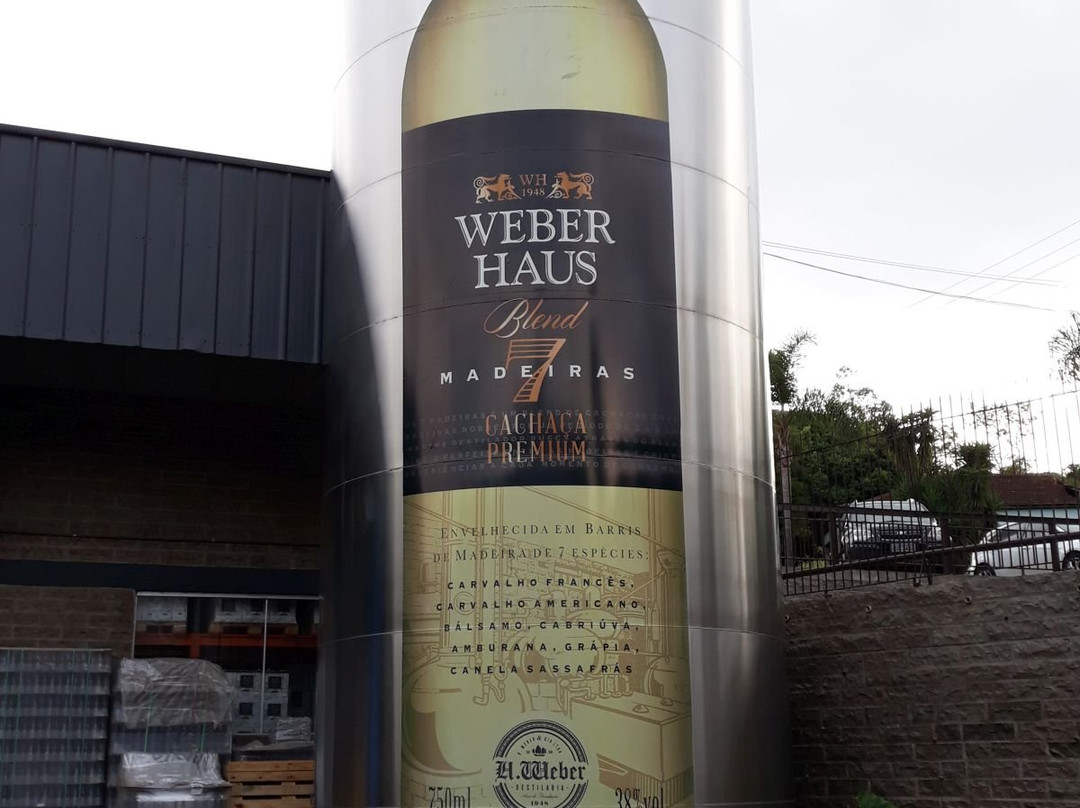 WH
1948
WEBER
HAUS
Blend
7
MADEIRAS
CACHAÇA
PREMIUM
ENVELHECIDA EM BARRIS
DE MADEIRA DE 7 ESPÉCIES:
CARVALHO FRANCÊS,
CARVALHO AMERICANO,
BÁLSAMO, CABRIÚVA,
AMBURANA, GRÁPIA,
CANELA SASSAFRÁS
H.Weber
DESTILARIA
1948
750ml 38%vol